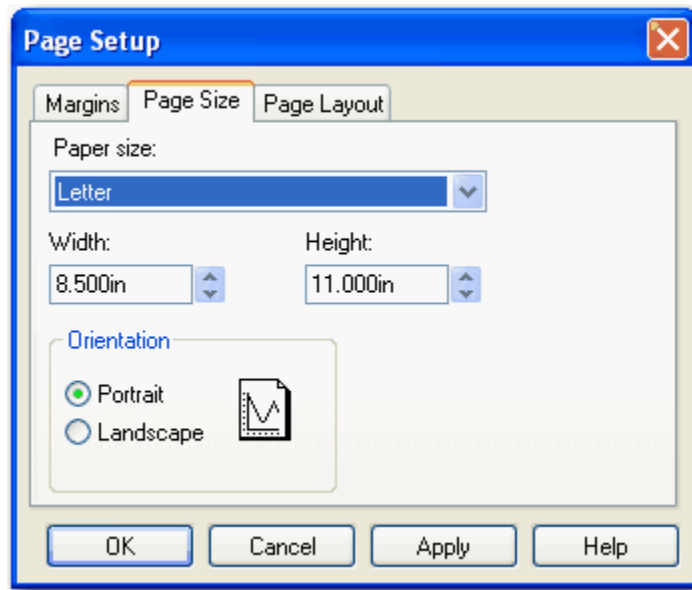 Page Setup
Margins Page Size Page Layout
Paper size:
Letter
Width: Height:
8.500in 11.000in
Orientation
Portrait
Landscape
OK Cancel Apply Help